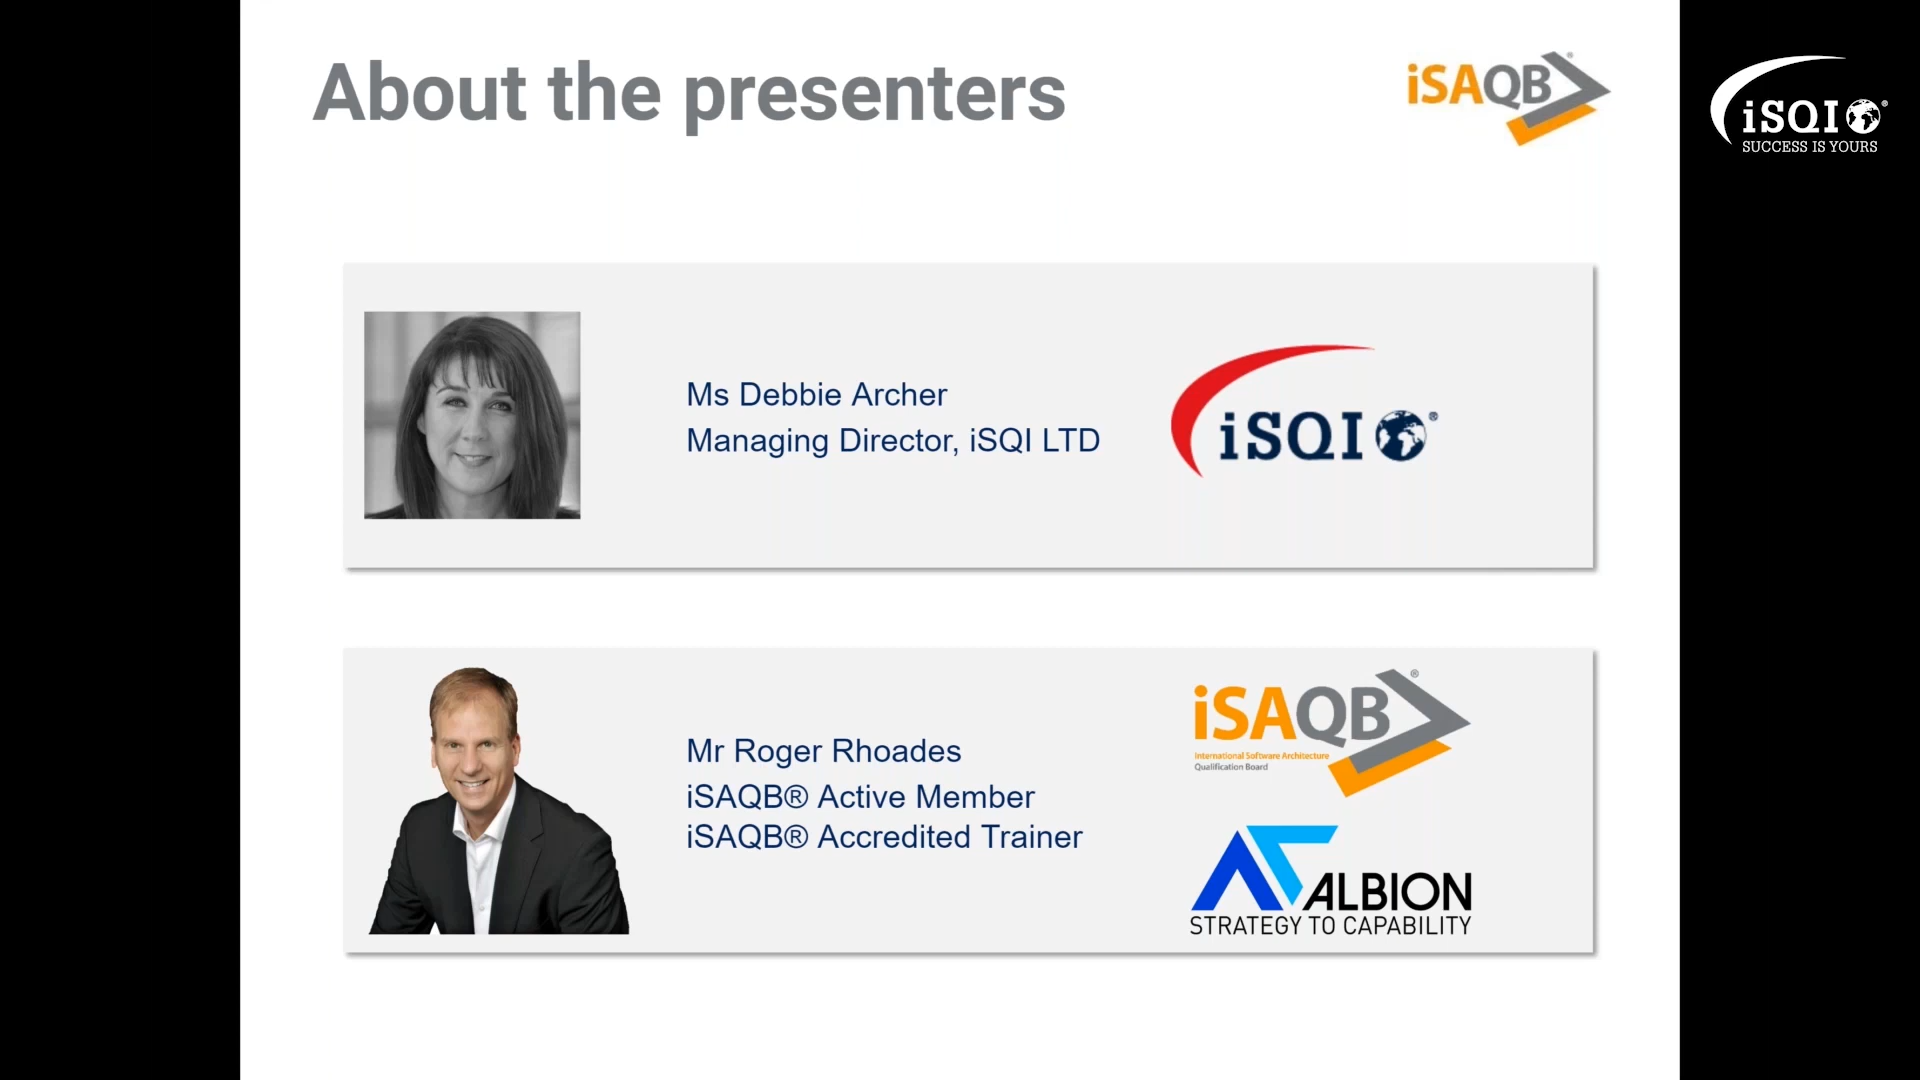 About the presenters
iSAQB®
iSQI®
SUCCESS IS YOURS
Ms Debbie Archer
Managing Director, iSQI LTD
iSQI®
Mr Roger Rhoades
iSAQB® Active Member
iSAQB® Accredited Trainer
iSAQB®
International Software Architecture
Qualification Board
ALBION
STRATEGY TO CAPABILITY